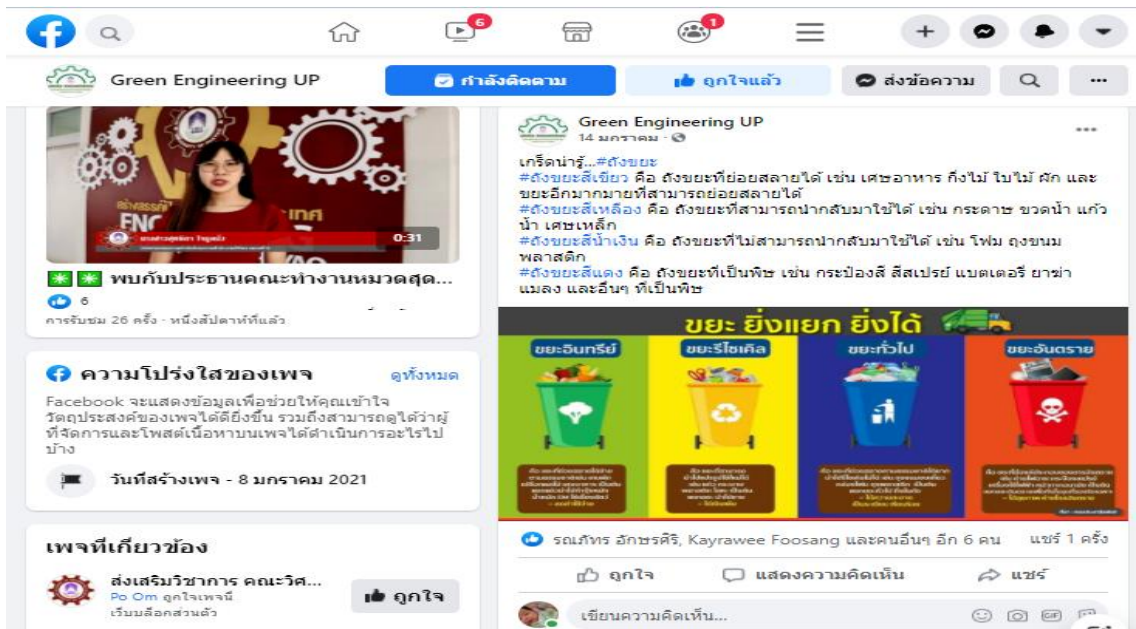 6
1
Green Engineering UP
กำลังติดตาม
ถูกใจแล้ว
ส่งข้อความ
ENG
0:31
พบกับประธานคณะทำงานหมวดสุด...
6
การรับชม 26 ครั้ง · หนึ่งสัปดาห์ที่แล้ว
ความโปร่งใสของเพจ
ดูทั้งหมด
Facebook จะแสดงข้อมูลเพื่อช่วยให้คุณเข้าใจ
วัตถุประสงค์ของเพจได้ดียิ่งขึ้น รวมถึงสามารถดูได้ว่าผู้
ที่จัดการและโพสต์เนื้อหาบนเพจได้ดำเนินการอะไรไป
บ้าง
วันที่สร้างเพจ - 8 มกราคม 2021
เพจที่เกี่ยวข้อง
ส่งเสริมวิชาการ คณะวิศ...
Po Om ถูกใจเพจนี้
เว็บบล็อกส่วนตัว
ถูกใจ
Green Engineering UP
14 มกราคม ·
เกร็ดน่ารู้...#ถังขยะ
#ถังขยะสีเขียว คือ ถังขยะที่ย่อยสลายได้ เช่น เศษอาหาร กิ่งไม้ ใบไม้ ผัก และ
ขยะอีกมากมายที่สามารถย่อยสลายได้
#ถังขยะสีเหลือง คือ ถังขยะที่สามารถนำกลับมาใช้ได้ เช่น กระดาษ ขวดน้ำ แก้ว
น้ำ เศษเหล็ก
#ถังขยะสีน้ำเงิน คือ ถังขยะที่ไม่สามารถนำกลับมาใช้ได้ เช่น โฟม ถุงขนม
พลาสติก
#ถังขยะสีแดง คือ ถังขยะที่เป็นพิษ เช่น กระป๋องสี สีสเปรย์ แบตเตอรี่ ยาฆ่า
แมลง และอื่นๆ ที่เป็นพิษ
ขยะ ยิ่งแยก ยิ่งได้
ขยะอินทรีย์
ขยะรีไซเคิล
ขยะทั่วไป
ขยะอันตราย
รณภัทร อักษรศิริ, Kayrawee Foosang และคนอื่นๆ อีก 6 คน
แชร์ 1 ครั้ง
ถูกใจ
แสดงความคิดเห็น
แชร์
เขียนความคิดเห็น...
GIF